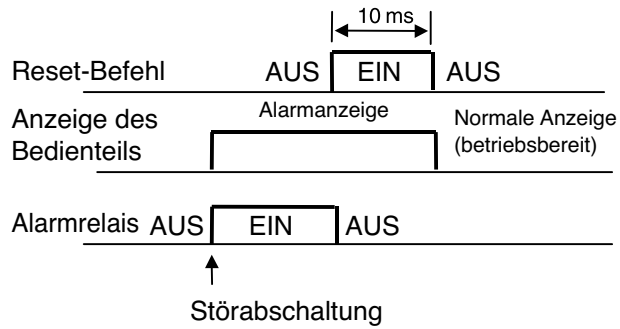 10 ms
Reset-Befehl AUS EIN AUS
Alarmanzeige
Anzeige des
Bedienteils
Normale Anzeige
(betriebsbereit)
Alarmrelais AUS EIN AUS
Störabschaltung